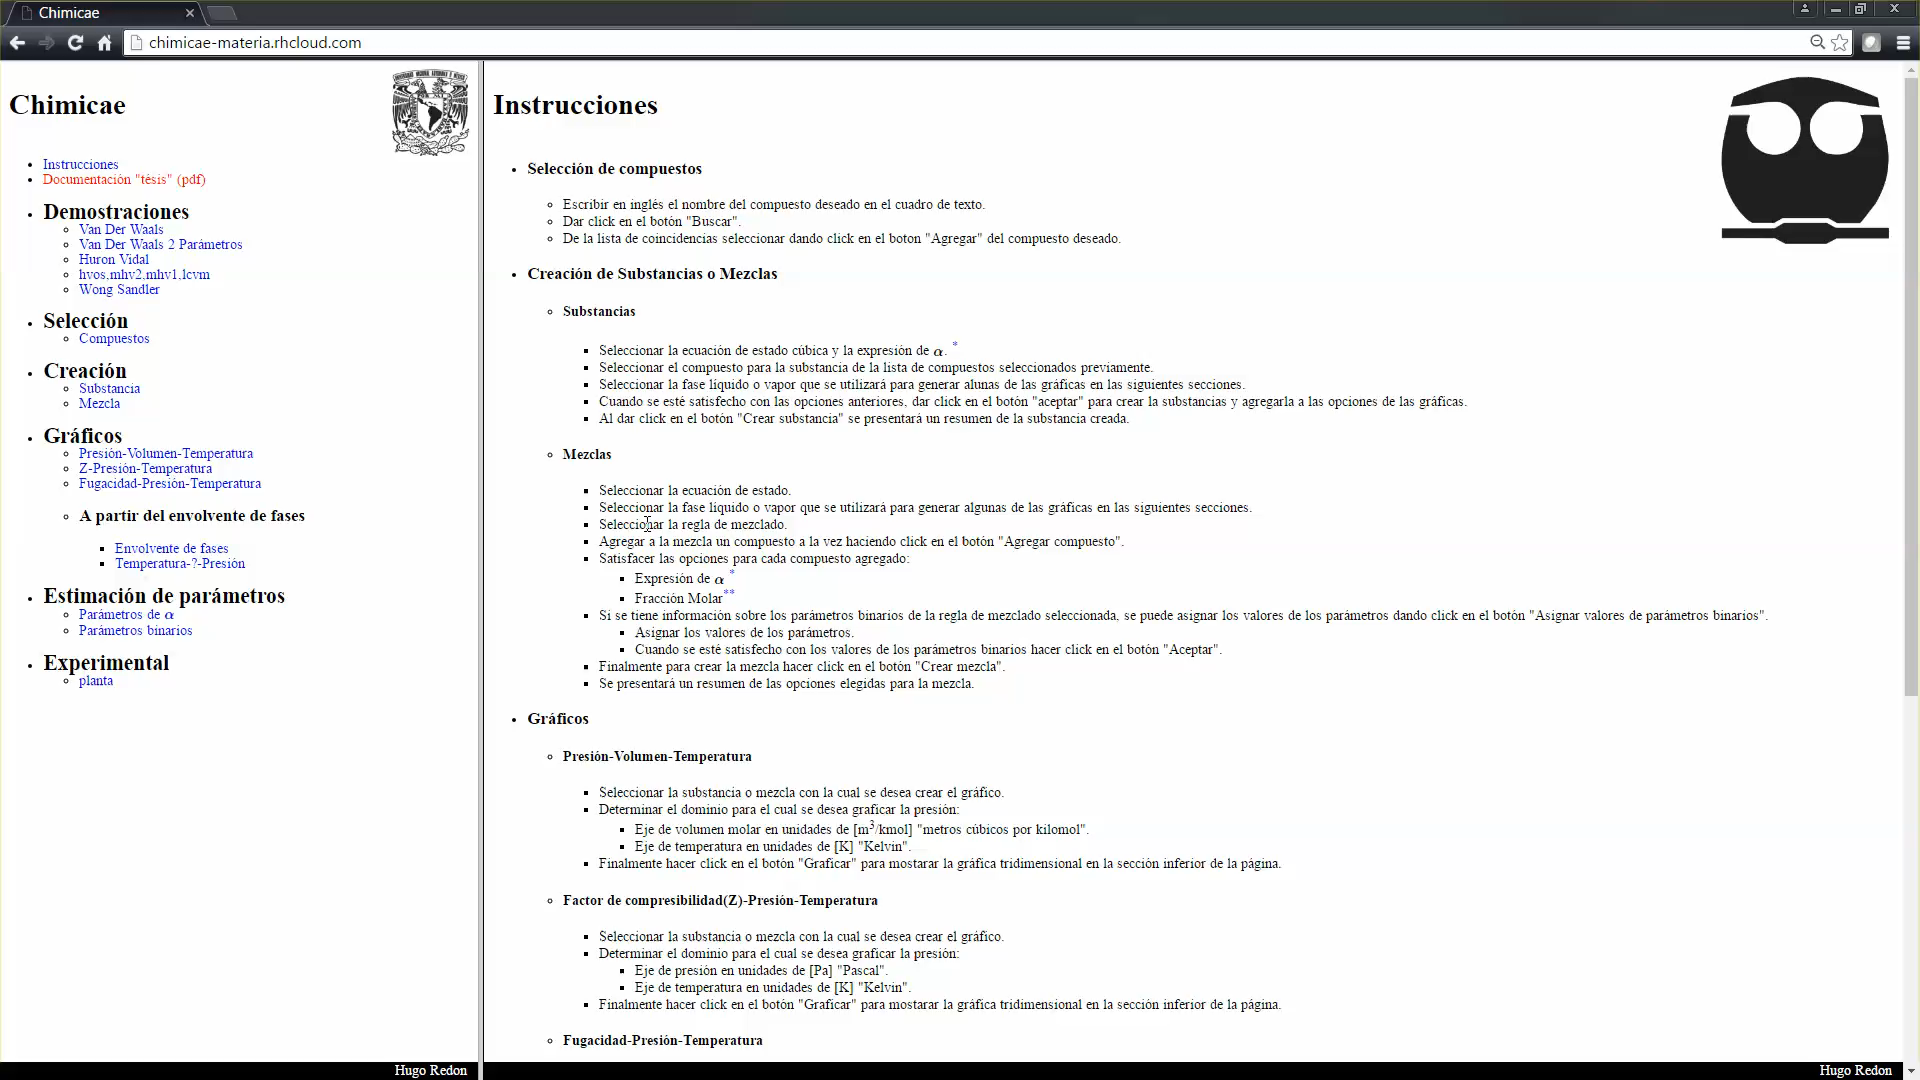 Chimicae
chimicae-materia.rhcloud.com
Chimicae
Instrucciones
Documentación "tésis" (pdf)
Demostraciones
Van Der Waals
Van Der Waals 2 Parámetros
Huron Vidal
hvos,mhv2,mhv1,lcvm
Wong Sandler
Selección
Compuestos
Creación
Substancia
Mezcla
Gráficos
Presión-Volumen-Temperatura
Z-Presión-Temperatura
Fugacidad-Presión-Temperatura
A partir del envolvente de fases
Envolvente de fases
Temperatura-?-Presión
Estimación de parámetros
Parámetros de α
Parámetros binarios
Experimental
planta
Hugo Redon
Instrucciones
Selección de compuestos
Escribir en inglés el nombre del compuesto deseado en el cuadro de texto.
Dar click en el botón "Buscar".
De la lista de coincidencias seleccionar dando click en el boton "Agregar" del compuesto deseado.
Creación de Substancias o Mezclas
Substancias
Seleccionar la ecuación de estado cúbica y la expresión de α. *
Seleccionar el compuesto para la substancia de la lista de compuestos seleccionados previamente.
Seleccionar la fase líquido o vapor que se utilizará para generar alunas de las gráficas en las siguientes secciones.
Cuando se esté satisfecho con las opciones anteriores, dar click en el botón "aceptar" para crear la substancias y agregarla a las opciones de las gráficas.
Al dar click en el botón "Crear substancia" se presentará un resumen de la substancia creada.
Mezclas
Seleccionar la ecuación de estado.
Seleccionar la fase líquido o vapor que se utilizará para generar algunas de las gráficas en las siguientes secciones.
Seleccionar la regla de mezclado.
Agregar a la mezcla un compuesto a la vez haciendo click en el botón "Agregar compuesto".
Satisfacer las opciones para cada compuesto agregado:
Expresión de α *
Fracción Molar**
Si se tiene información sobre los parámetros binarios de la regla de mezclado seleccionada, se puede asignar los valores de los parámetros dando click en el botón "Asignar valores de parámetros binarios".
Asignar los valores de los parámetros.
Cuando se esté satisfecho con los valores de los parámetros binarios hacer click en el botón "Aceptar".
Finalmente para crear la mezcla hacer click en el botón "Crear mezcla".
Se presentará un resumen de las opciones elegidas para la mezcla.
Gráficos
Presión-Volumen-Temperatura
Seleccionar la substancia o mezcla con la cual se desea crear el gráfico.
Determinar el dominio para el cual se desea graficar la presión:
Eje de volumen molar en unidades de [m³/kmol] "metros cúbicos por kilomol".
Eje de temperatura en unidades de [K] "Kelvin".
Finalmente hacer click en el botón "Graficar" para mostarar la gráfica tridimensional en la sección inferior de la página.
Factor de compresibilidad(Z)-Presión-Temperatura
Seleccionar la substancia o mezcla con la cual se desea crear el gráfico.
Determinar el dominio para el cual se desea graficar la presión:
Eje de presión en unidades de [Pa] "Pascal".
Eje de temperatura en unidades de [K] "Kelvin".
Finalmente hacer click en el botón "Graficar" para mostarar la gráfica tridimensional en la sección inferior de la página.
Fugacidad-Presión-Temperatura
Hugo Redon